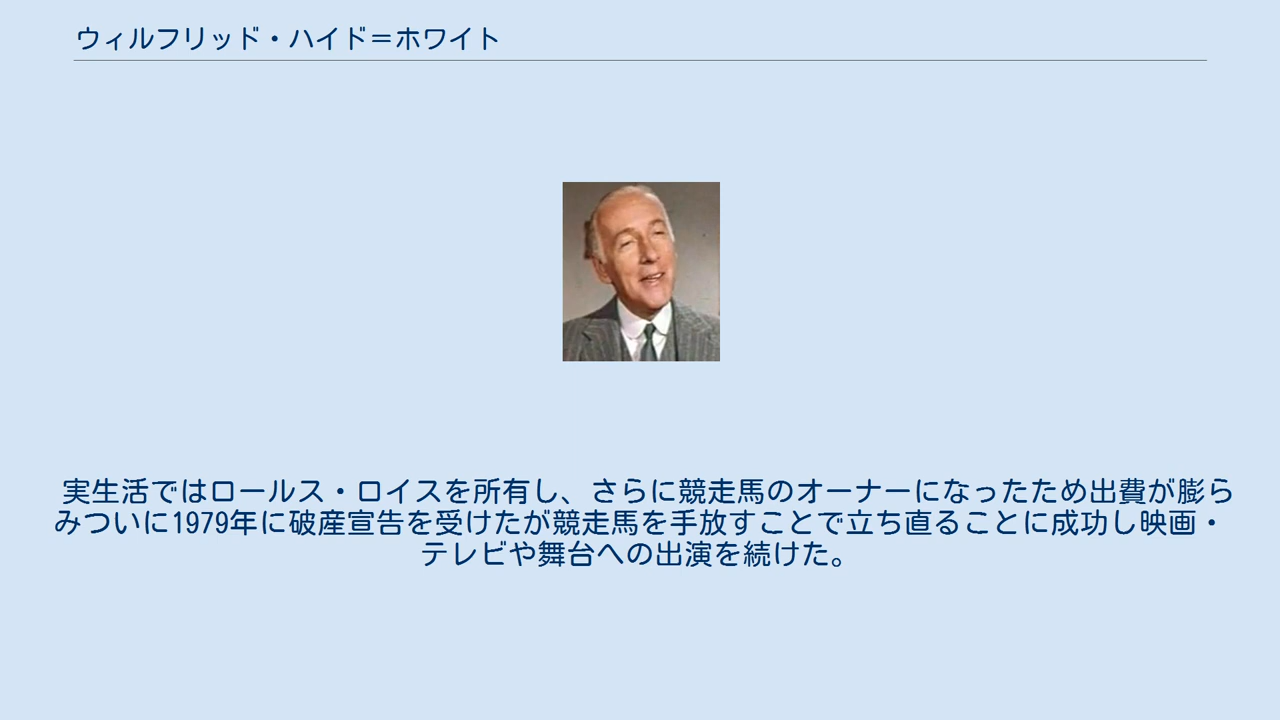 ウィルフリッド・ハイド＝ホワイト
実生活ではロールス・ロイスを所有し、さらに競走馬のオーナーになったため出費が膨ら
みついに1979年に破産宣告を受けたが競走馬を手放すことで立ち直ることに成功し映画・
テレビや舞台への出演を続けた。